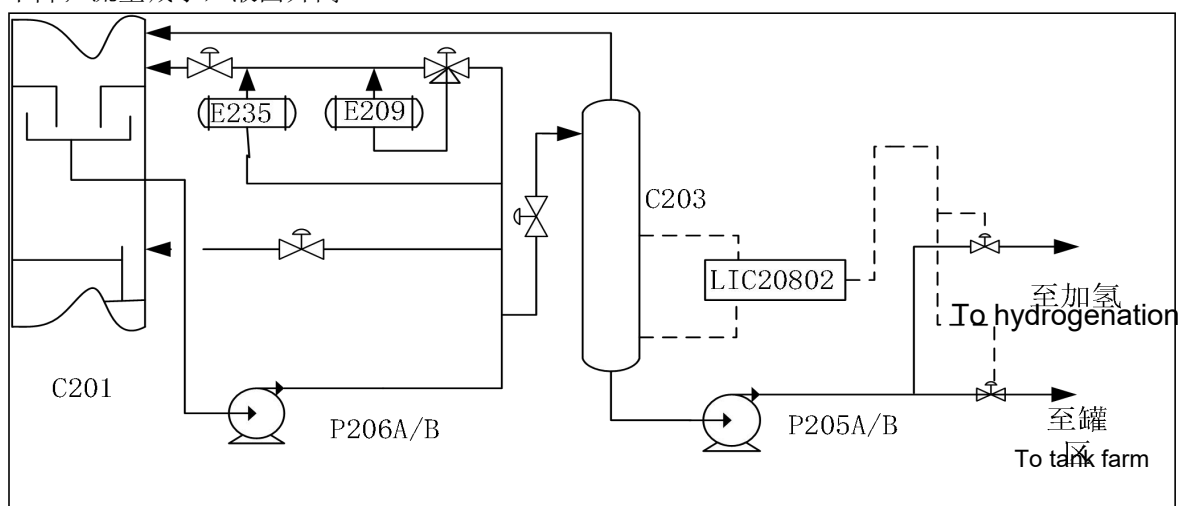 E235
E209
C203
LIC20802
至加氢
To hydrogenation
C201
P206A/B
P205A/B
至罐
区
To tank farm